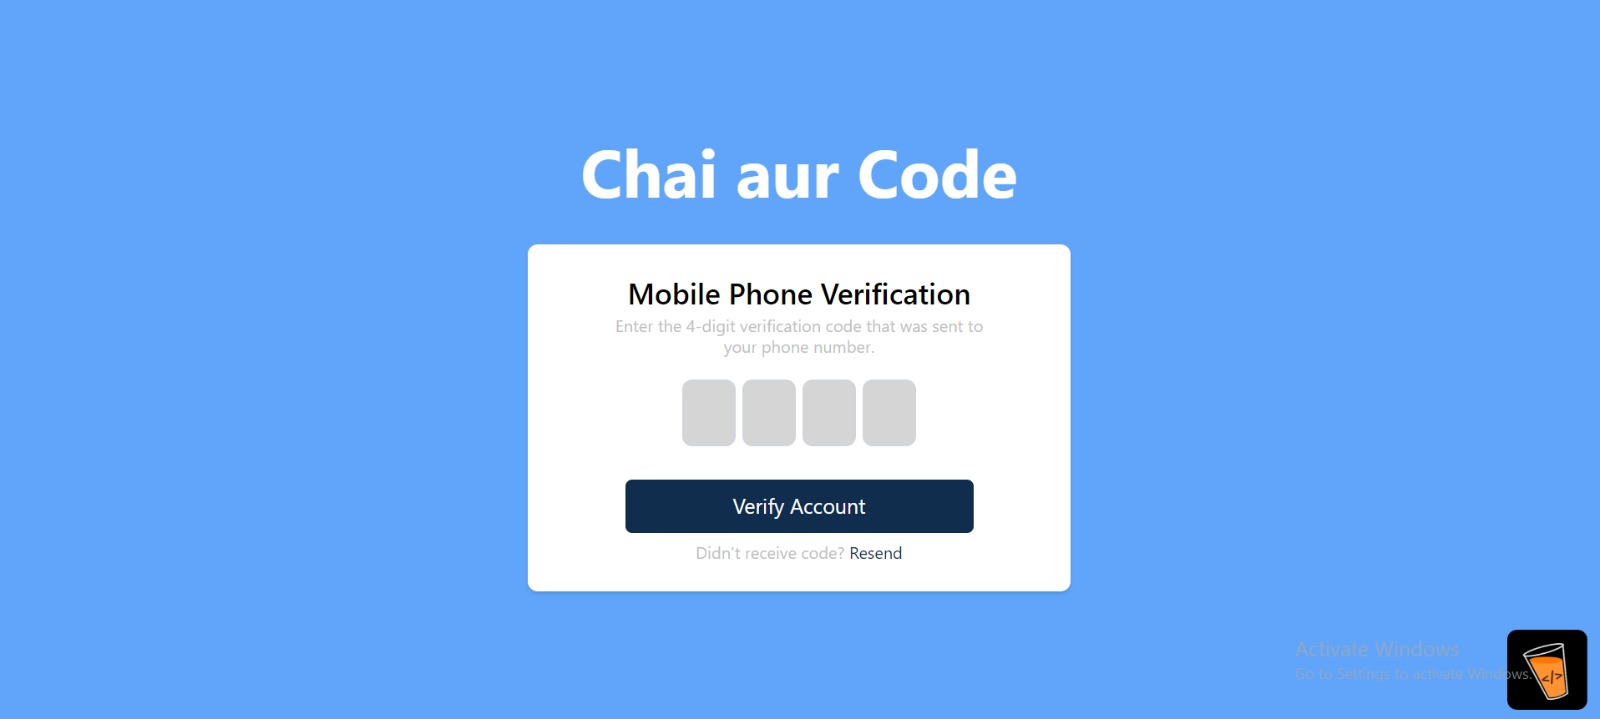 Chai aur Code
Mobile Phone Verification
Enter the 4-digit verification code that was sent to
your phone number.
Verify Account
Didn't receive code? Resend
Activate Windows
Go to Settings to activate Windows.
</>